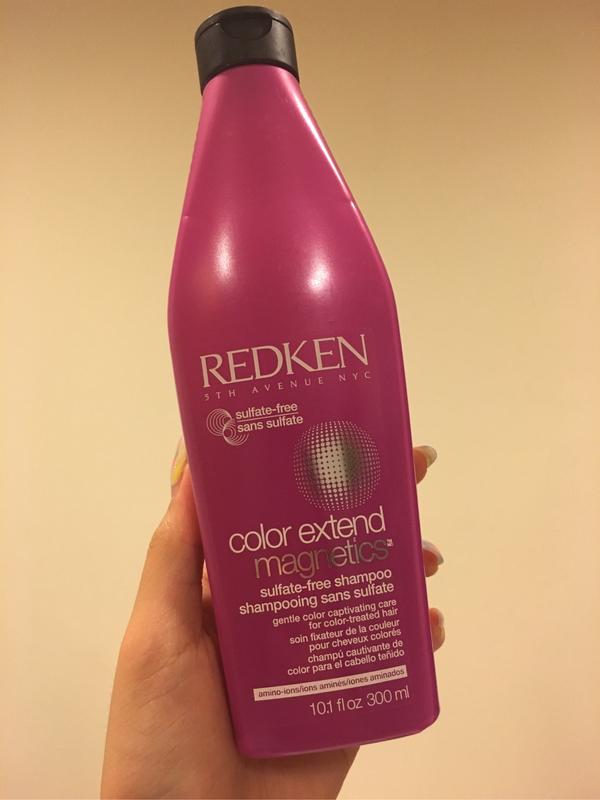 REDKEN
5TH AVENUE NYC
sulfate-free
sans sulfate
color extend
magnetics™
sulfate-free shampoo
shampooing sans sulfate
gentle color captivating care
for color-treated hair
soin fixateur de la couleur
pour cheveux colorés
champú cautivante de
color para el cabello teñido
amino-ions/ions aminés/iones aminados
10.1 fl oz 300 ml